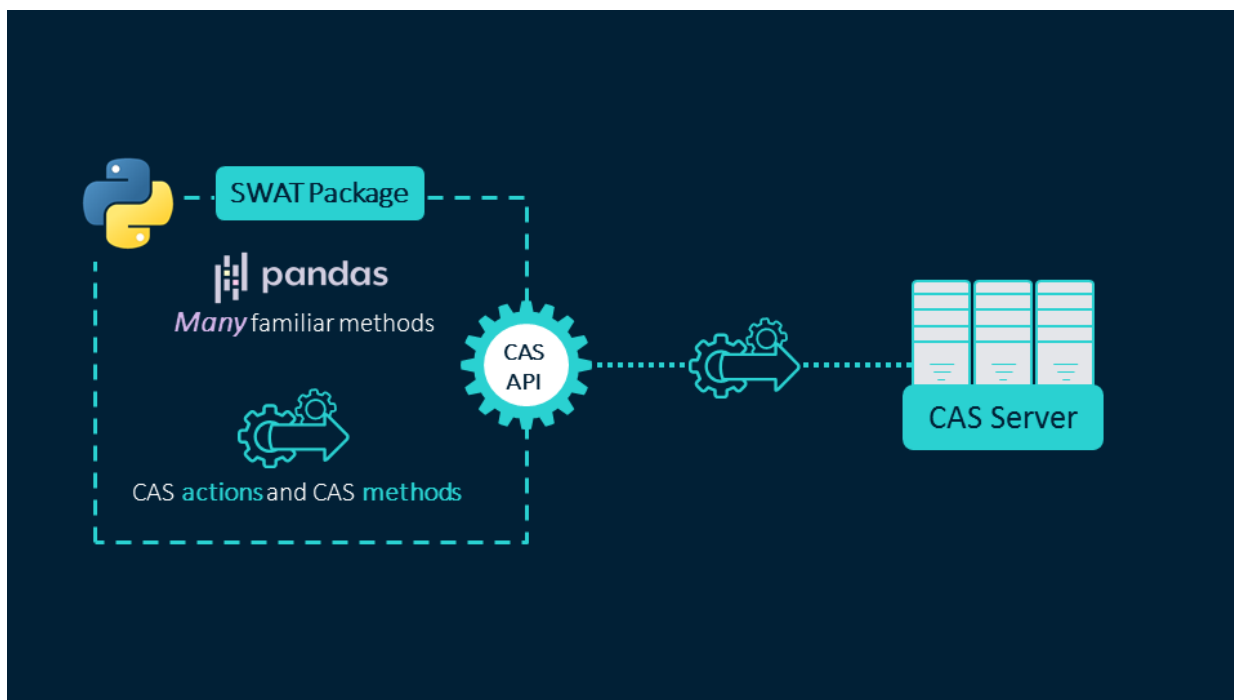 SWAT Package
pandas
Many familiar methods
CAS
API
CAS actions and CAS methods
CAS Server